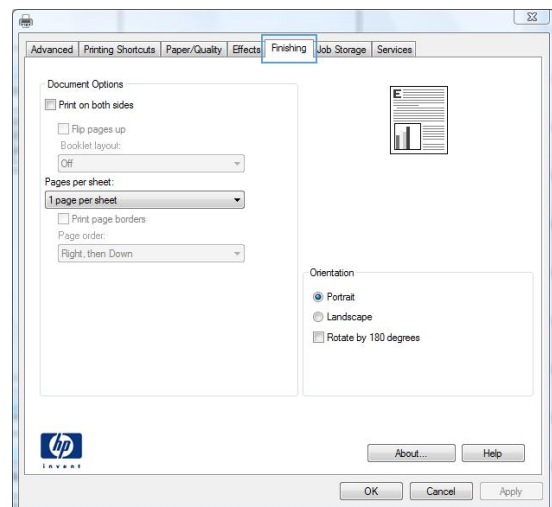 Advanced Printing Shortcuts Paper/Quality Effects Finishing Job Storage Services
Document Options
Print on both sides
Flip pages up
Booklet layout:
Off
Pages per sheet:
1 page per sheet
Print page borders
Page order:
Right, then Down
E
Orientation
Portrait
Landscape
Rotate by 180 degrees
hp
invent
About... Help
OK Cancel Apply